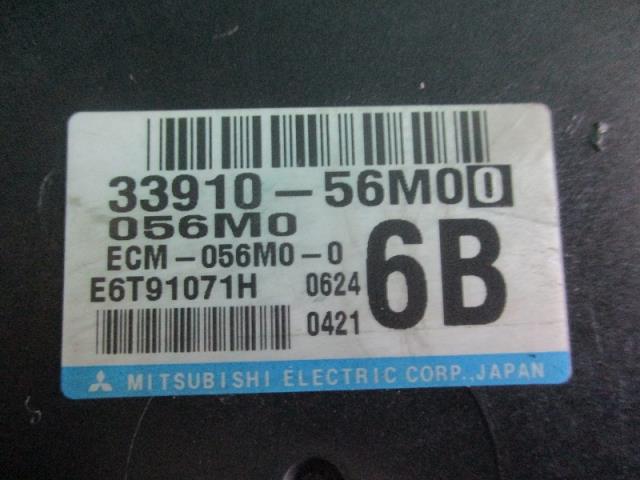 33910-56M00
056M0
ECM-056M0-0
E6T91071H 0624
0421
6B
MITSUBISHI ELECTRIC CORP.,JAPAN